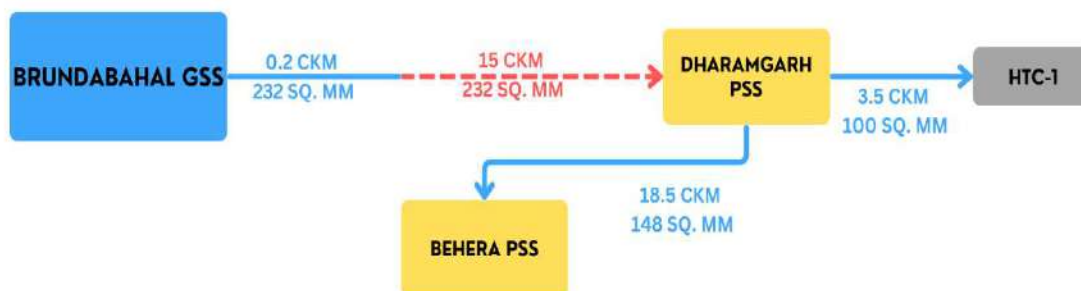 BRUNDABAHAL GSS
0.2 CKM
232 SQ. MM
15 CKM
232 SQ. MM
DHARAMGARH
PSS
3.5 CKM
100 SQ. MM
HTC-1
18.5 CKM
148 SQ. MM
BEHERA PSS